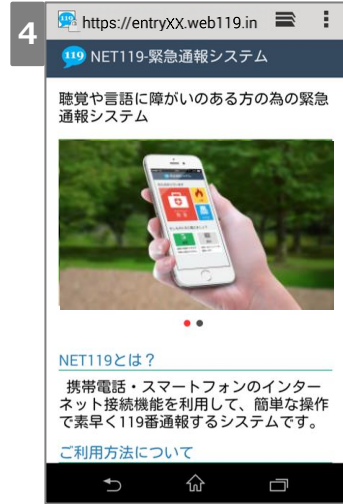 4
https://entryXX.web119.in
119 NET119-緊急通報システム
聴覚や言語に障がいのある方の為の緊急
通報システム
NET119とは？
携帯電話・スマートフォンのインター
ネット接続機能を利用して、簡単な操作
で素早く119番通報するシステムです。
ご利用方法について